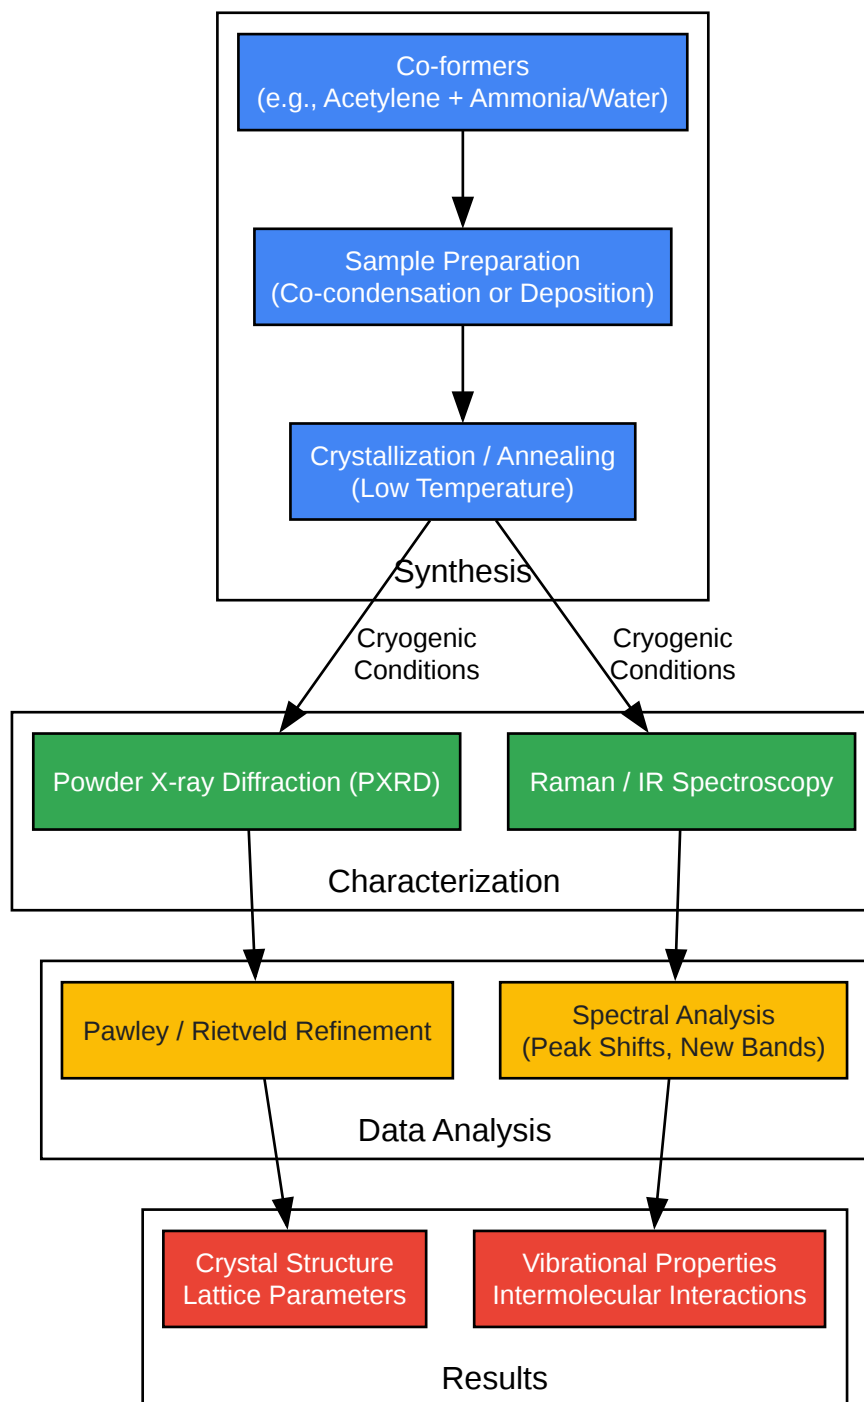 Co-formers
(e.g., Acetylene + Ammonia/Water)
Sample Preparation
(Co-condensation or Deposition)
Crystallization / Annealing
(Low Temperature)
Synthesis
Cryogenic
Conditions
Cryogenic
Conditions
Powder X-ray Diffraction (PXRD)
Raman / IR Spectroscopy
Characterization
Pawley / Rietveld Refinement
Spectral Analysis
(Peak Shifts, New Bands)
Data Analysis
Crystal Structure
Lattice Parameters
Vibrational Properties
Intermolecular Interactions
Results